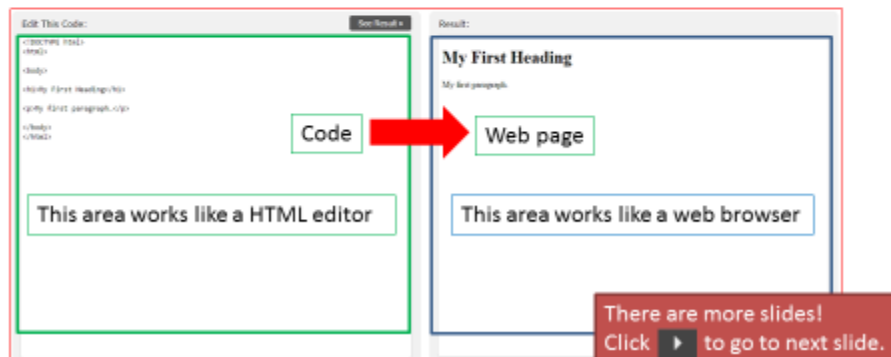 Edit This Code:
See Result »
<!DOCTYPE html>
<html>
<body>
<h1>My First Heading</h1>
<p>My first paragraph.</p>
</body>
</html>
Code
This area works like a HTML editor
Result:
My First Heading
My first paragraph.
Web page
This area works like a web browser
There are more slides!
Click to go to next slide.